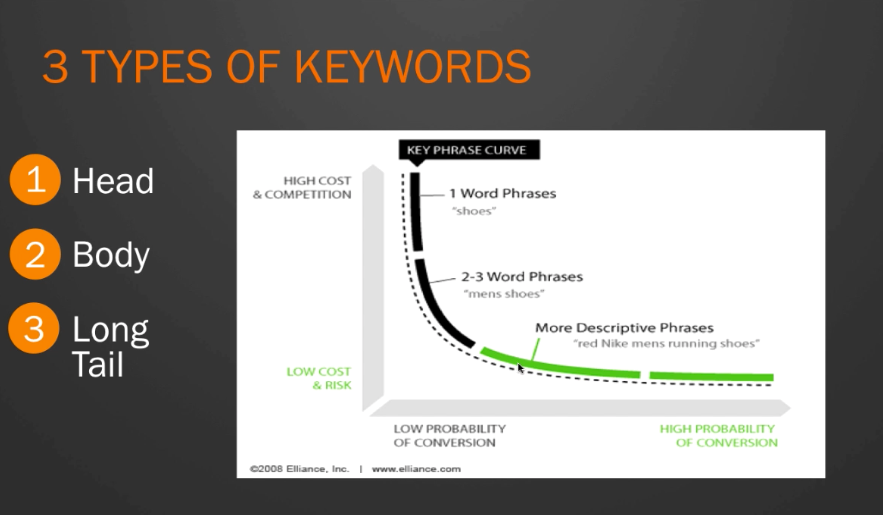 3 TYPES OF KEYWORDS
1 Head
2 Body
3 Long
Tail
KEY PHRASE CURVE
HIGH COST
& COMPETITION
1 Word Phrases
"shoes"
2-3 Word Phrases
"mens shoes"
More Descriptive Phrases
"red Nike mens running shoes"
LOW COST
& RISK
LOW PROBABILITY
OF CONVERSION
HIGH PROBABILITY
OF CONVERSION
©2008 Elliance, Inc. | www.elliance.com